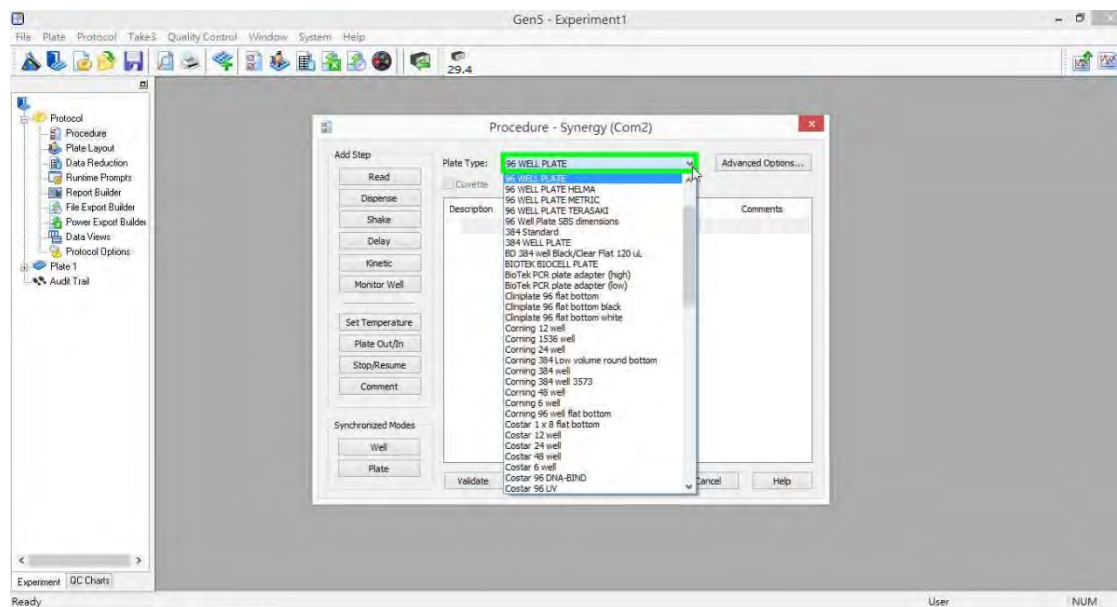 Gen5 - Experiment1
File Plate Protocol Take3 Quality Control Window System Help
29.4
Protocol
Procedure
Plate Layout
Data Reduction
Runtime Prompts
Report Builder
File Export Builder
Power Export Builder
Data Views
Protocol Options
Plate 1
Audit Trail
Experiment QC Charts
Procedure - Synergy (Com2)
Add Step
Read
Dispense
Shake
Delay
Kinetic
Monitor Well
Set Temperature
Plate Out/In
Stop/Resume
Comment
Synchronized Modes
Well
Plate
Plate Type: 96 WELL PLATE Advanced Options...
Cuvette
Description Comments
96 WELL PLATE
96 WELL PLATE HELMA
96 WELL PLATE METRIC
96 WELL PLATE TERASAKI
96 Well Plate SBS dimensions
384 Standard
384 WELL PLATE
BD 384 well Black/Clear Flat 120 uL
BIOTEK BIOCELL PLATE
BioTek PCR plate adapter (high)
BioTek PCR plate adapter (low)
Cliniplate 96 flat bottom
Cliniplate 96 flat bottom black
Cliniplate 96 flat bottom white
Corning 12 well
Corning 1536 well
Corning 24 well
Corning 384 Low volume round bottom
Corning 384 well
Corning 384 well 3573
Corning 48 well
Corning 6 well
Corning 96 well flat bottom
Costar 1 x 8 flat bottom
Costar 12 well
Costar 24 well
Costar 48 well
Costar 6 well
Costar 96 DNA-BIND
Costar 96 UV
Validate Cancel Help
Ready User NUM